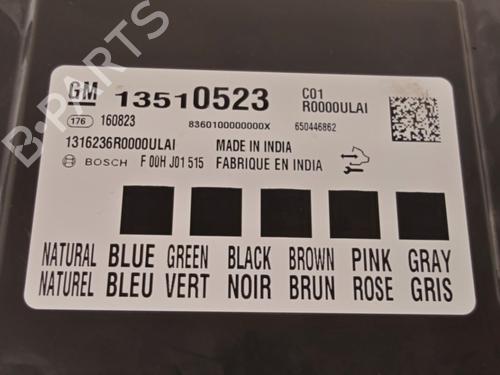 GM 13510523 C01
R0000ULAI
176 160823 8360100000000X 650446862
1316236R0000ULAI MADE IN INDIA
BOSCH F 00H J01 515 FABRIQUE EN INDIA
NATURAL BLUE GREEN BLACK BROWN PINK GRAY
NATUREL BLEU VERT NOIR BRUN ROSE GRIS
B-PARTS